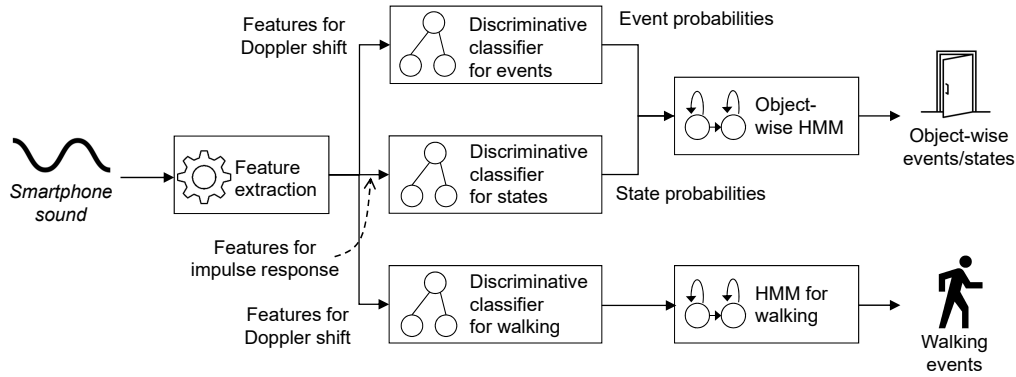 Features for
Doppler shift
Discriminative
classifier
for events
Event probabilities
Object-
wise HMM
Object-wise
events/states
Smartphone
sound
Feature
extraction
Discriminative
classifier
for states
State probabilities
Features for
impulse response
Features for
Doppler shift
Discriminative
classifier
for walking
HMM for
walking
Walking
events